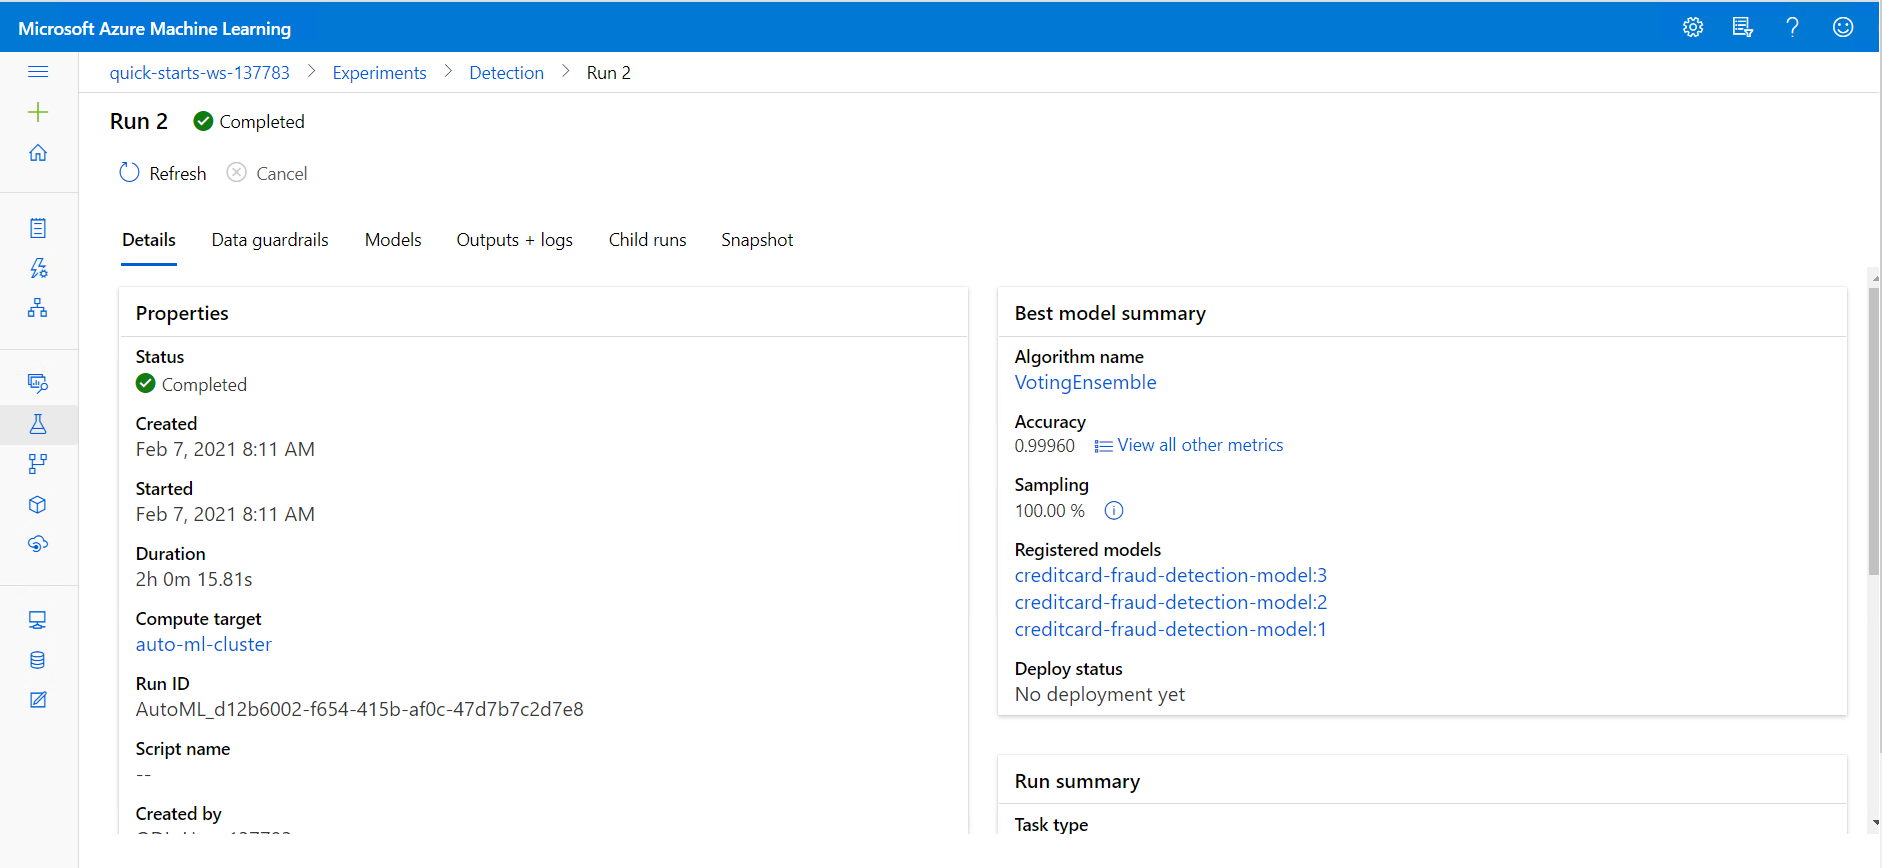 Microsoft Azure Machine Learning
quick-starts-ws-137783 > Experiments > Detection > Run 2
Run 2 Completed
Refresh Cancel
Details Data guardrails Models Outputs + logs Child runs Snapshot
Properties
Status
Completed
Created
Feb 7, 2021 8:11 AM
Started
Feb 7, 2021 8:11 AM
Duration
2h 0m 15.81s
Compute target
auto-ml-cluster
Run ID
AutoML_d12b6002-f654-415b-af0c-47d7b7c2d7e8
Script name
--
Created by
Best model summary
Algorithm name
VotingEnsemble
Accuracy
0.99960 View all other metrics
Sampling
100.00 %
Registered models
creditcard-fraud-detection-model:3
creditcard-fraud-detection-model:2
creditcard-fraud-detection-model:1
Deploy status
No deployment yet
Run summary
Task type